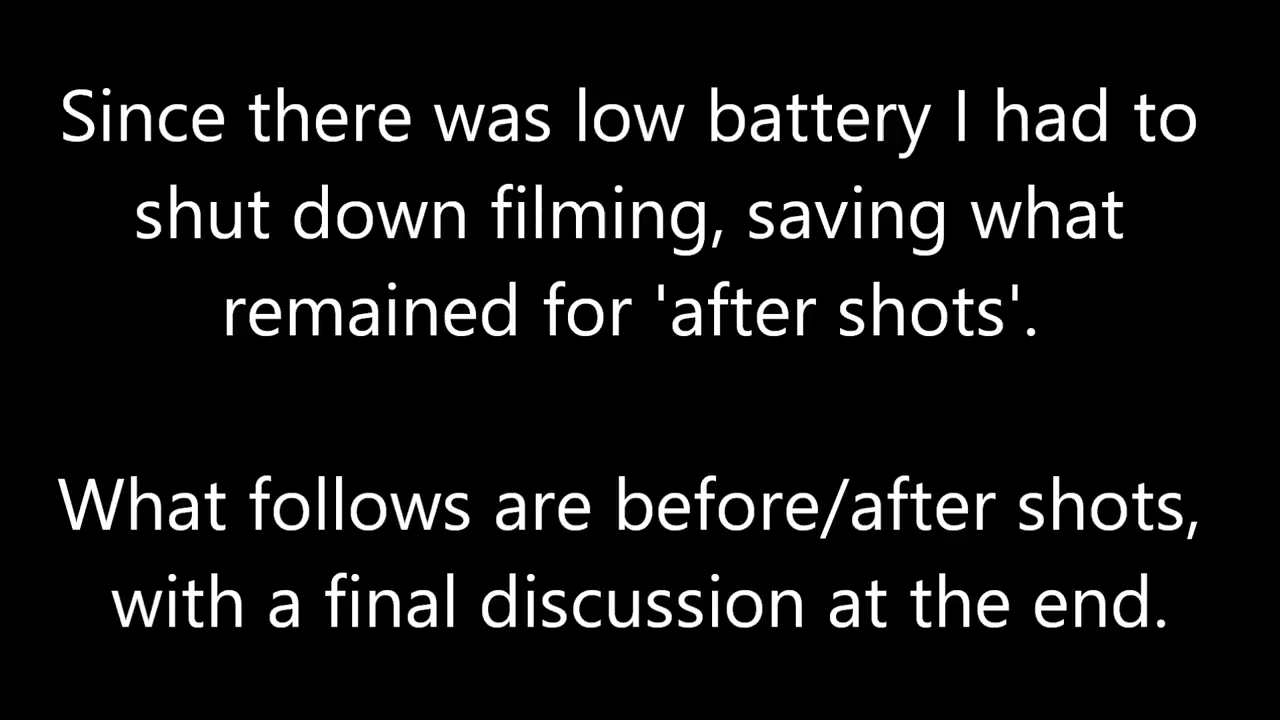 Since there was low battery I had to
shut down filming, saving what
remained for 'after shots'.
What follows are before/after shots,
with a final discussion at the end.